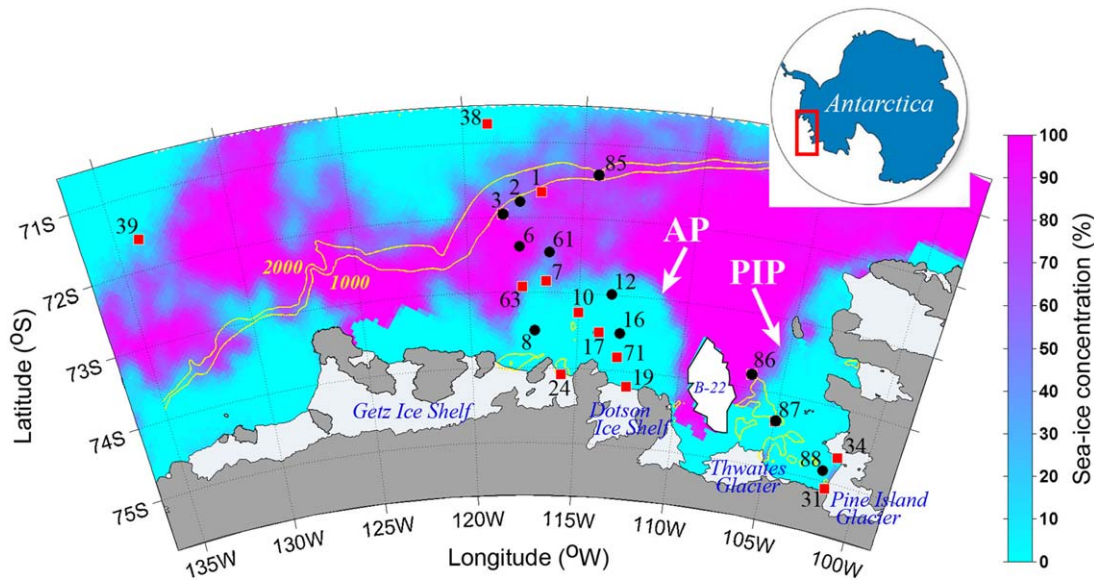 Antarctica
38
85
1
2
3
39
6
61
AP
2000
1000
7
63
12
PIP
10
8
16
17
71
86
24
19
B-22
87
Getz Ice Shelf
Dotson
Ice Shelf
34
88
Thwaites
Glacier
31
Pine Island
Glacier
71S
72S
73S
74S
75S
Latitude (°S)
135W
130W
125W
120W
115W
110W
105W
100W
Longitude (°W)
100
90
80
70
60
50
40
30
20
10
0
Sea-ice concentration (%)